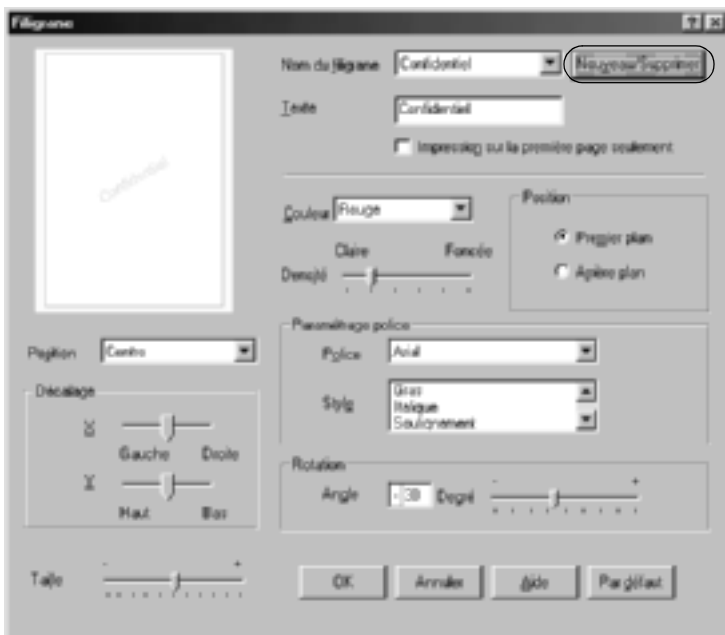 Filigrane
Confidentiel
Nom du filigrane Confidentiel Nouveau/Supprimer
Texte Confidentiel
Impression sur la première page seulement
Couleur Rouge
Claire Foncée
Densité
Position
Premier plan
Arrière plan
Position Centre
Décalage
X
Gauche Droite
Y
Haut Bas
Taille - +
Paramétrage police
Police Arial
Style Gras
Italique
Soulignement
Rotation
Angle - 30 Degré - +
OK Annuler Aide Par défaut